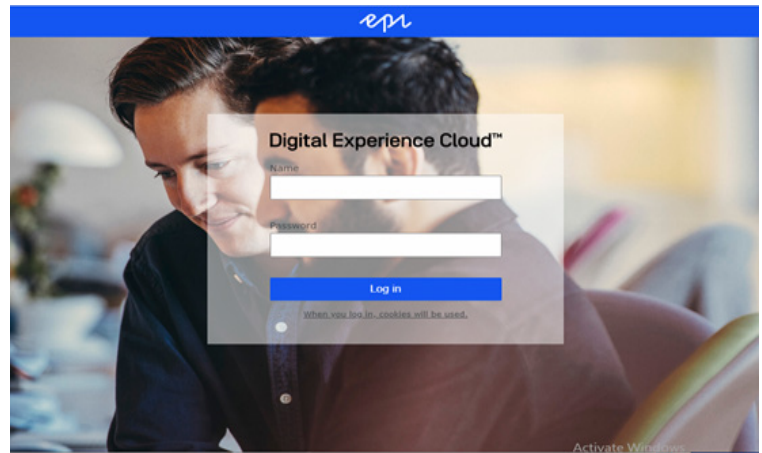 epi
Digital Experience Cloud™
Name
Password
Log in
When you log in, cookies will be used.
Activate Windows